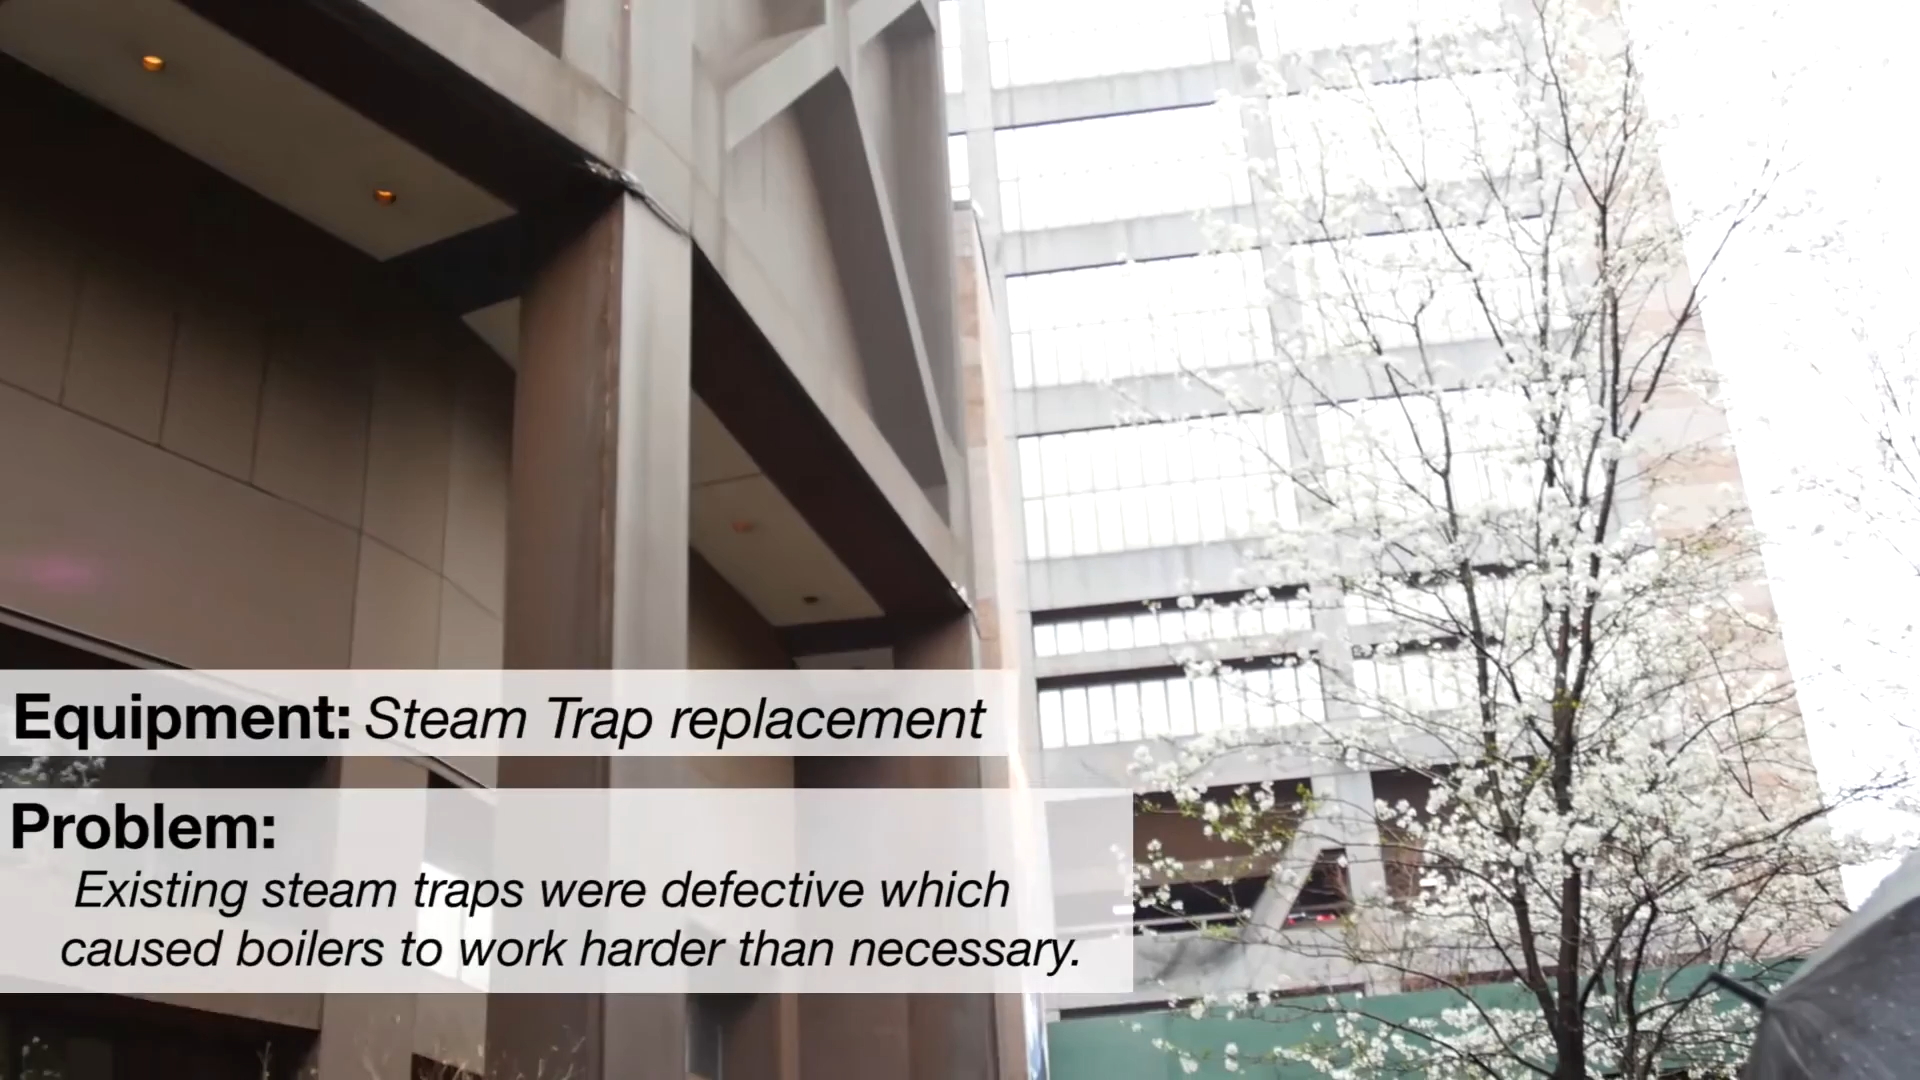 Equipment: Steam Trap replacement
Problem:
Existing steam traps were defective which
caused boilers to work harder than necessary.